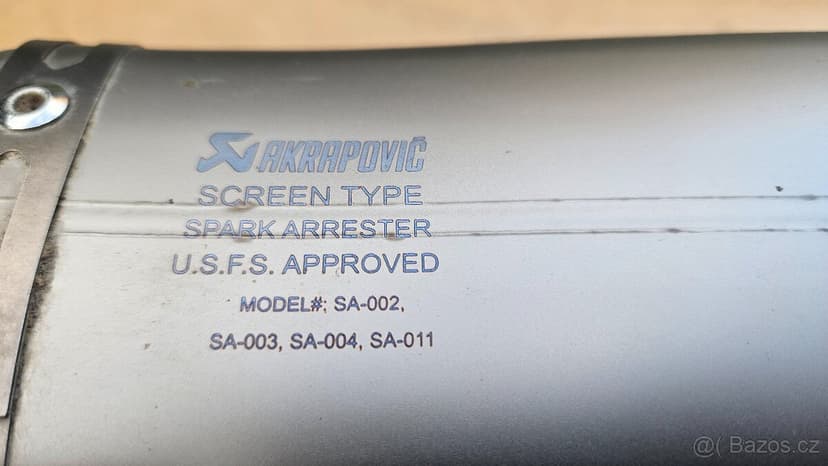 AKRAPOVIČ
SCREEN TYPE
SPARK ARRESTER
U.S.F.S. APPROVED
MODEL#: SA-002,
SA-003, SA-004, SA-011
@( Bazos.cz